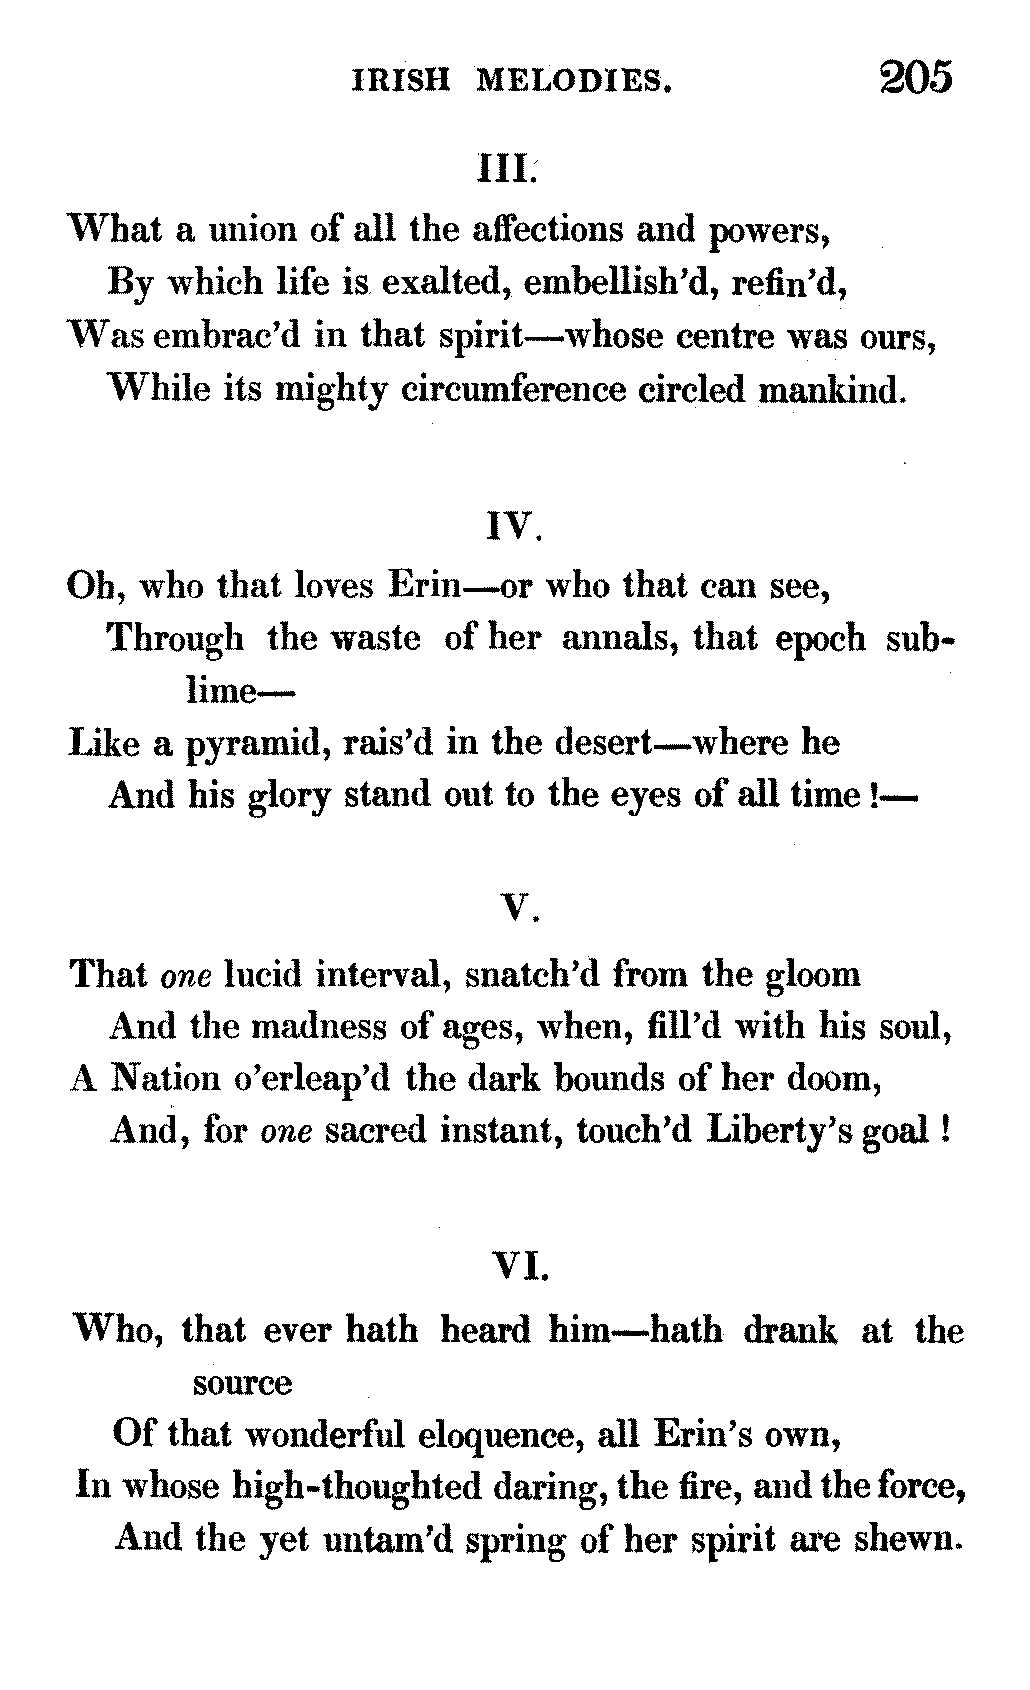 IRISH MELODIES. 205
III.
What a union of all the affections and powers,
By which life is exalted, embellish'd, refin'd,
Was embrac'd in that spirit—whose centre was ours,
While its mighty circumference circled mankind.
IV.
Oh, who that loves Erin—or who that can see,
Through the waste of her annals, that epoch sub-
lime—
Like a pyramid, rais'd in the desert—where he
And his glory stand out to the eyes of all time!—
V.
That one lucid interval, snatch'd from the gloom
And the madness of ages, when, fill'd with his soul,
A Nation o'erleap'd the dark bounds of her doom,
And, for one sacred instant, touch'd Liberty's goal!
VI.
Who, that ever hath heard him—hath drank at the
source
Of that wonderful eloquence, all Erin's own,
In whose high-thoughted daring, the fire, and the force,
And the yet untam'd spring of her spirit are shewn.